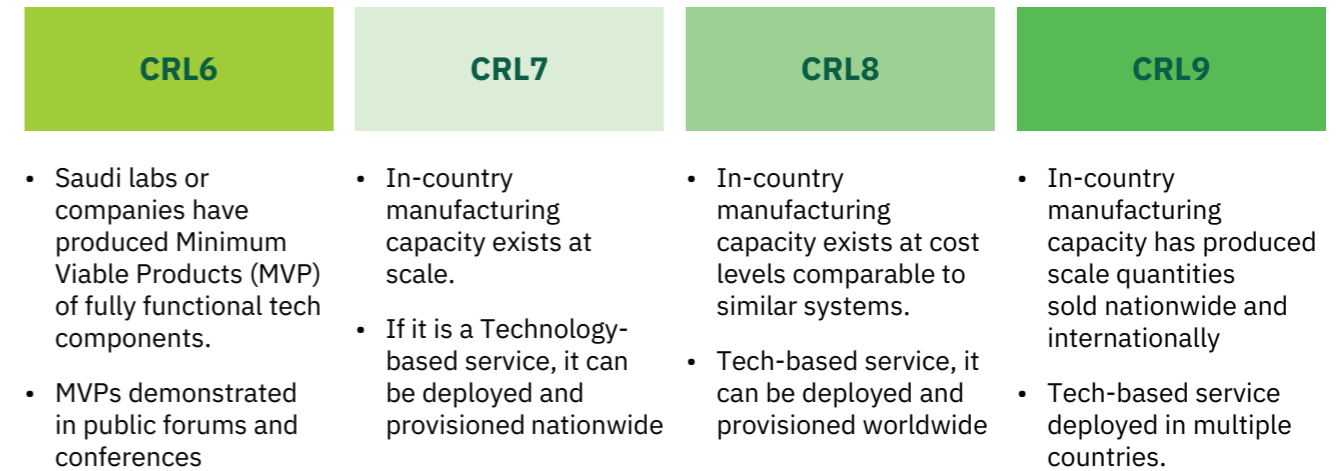 CRL6
• Saudi labs or
companies have
produced Minimum
Viable Products (MVP)
of fully functional tech
components.
• MVPs demonstrated
in public forums and
conferences
CRL7
• In-country
manufacturing
capacity exists at
scale.
• If it is a Technology-
based service, it can
be deployed and
provisioned nationwide
CRL8
• In-country
manufacturing
capacity exists at cost
levels comparable to
similar systems.
• Tech-based service, it
can be deployed and
provisioned worldwide
CRL9
• In-country
manufacturing
capacity has produced
scale quantities
sold nationwide and
internationally
• Tech-based service
deployed in multiple
countries.